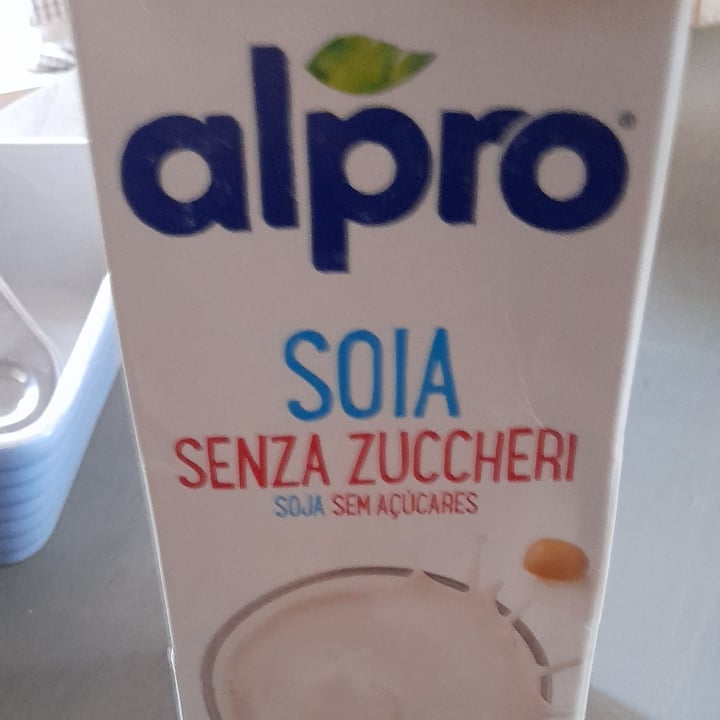 alpro®
SOIA
SENZA ZUCCHERI
SOJA SEM AÇÚCARES